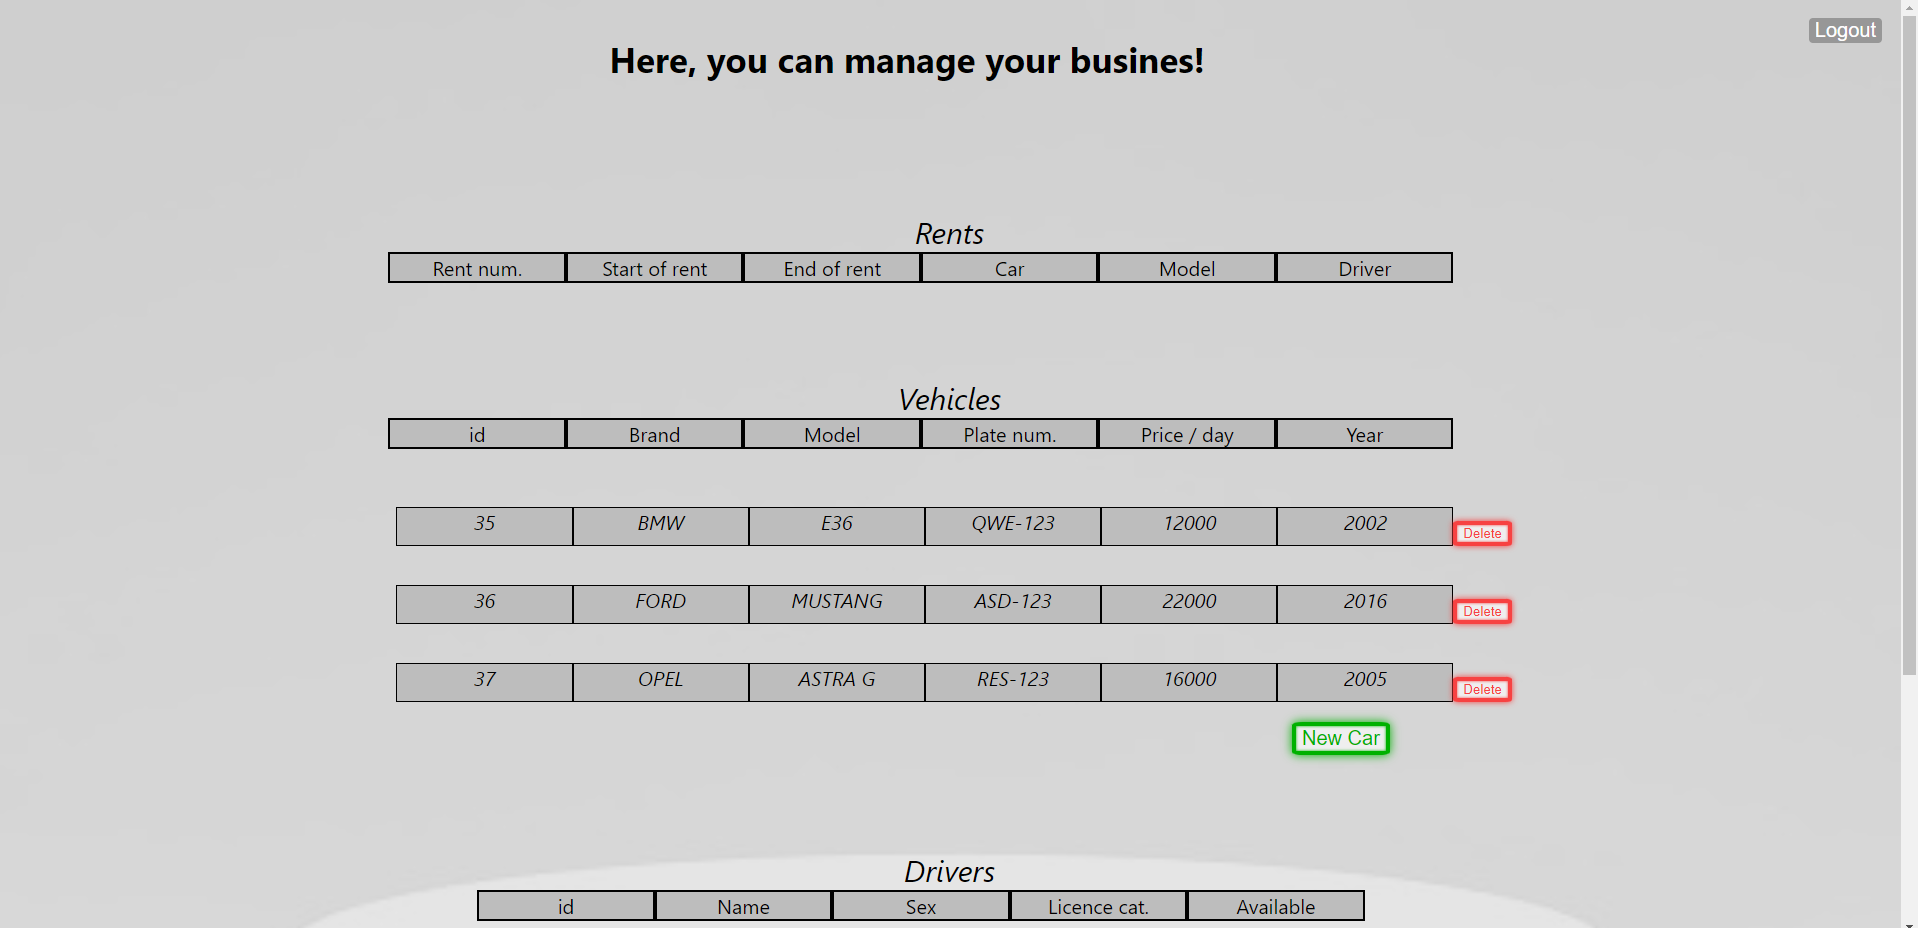 Logout
Here, you can manage your busines!
Rents
Rent num. Start of rent End of rent Car Model Driver
Vehicles
id Brand Model Plate num. Price / day Year
35 BMW E36 QWE-123 12000 2002 Delete
36 FORD MUSTANG ASD-123 22000 2016 Delete
37 OPEL ASTRA G RES-123 16000 2005 Delete
New Car
Drivers
id Name Sex Licence cat. Available